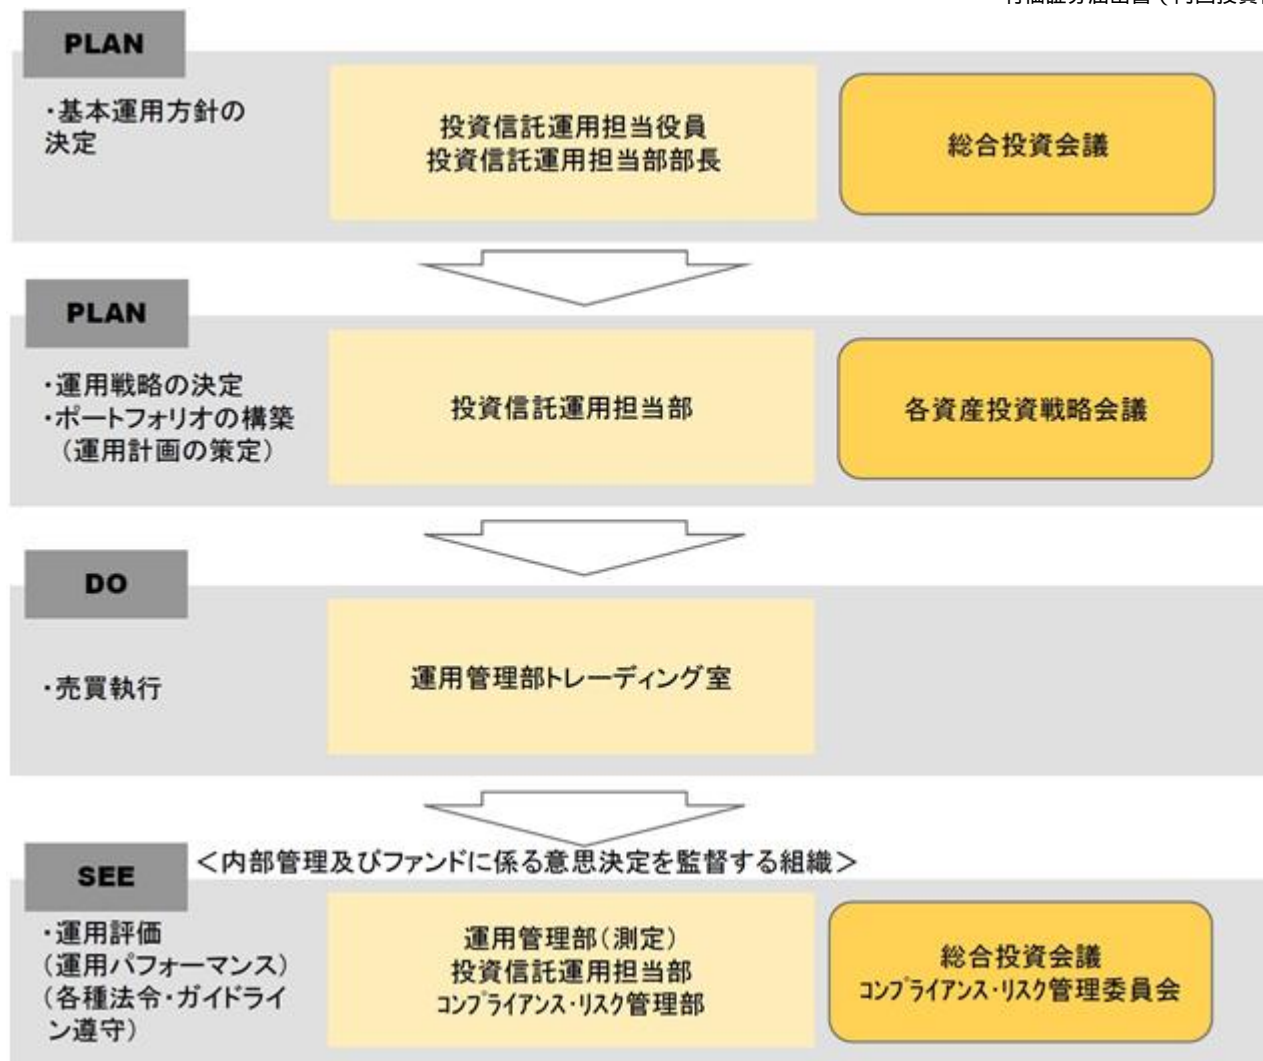 PLAN
・基本運用方針の
決定
投資信託運用担当役員
投資信託運用担当部部長
総合投資会議
PLAN
・運用戦略の決定
・ポートフォリオの構築
（運用計画の策定）
投資信託運用担当部
各資産投資戦略会議
DO
・売買執行
運用管理部トレーディング室
SEE
＜内部管理及びファンドに係る意思決定を監督する組織＞
・運用評価
（運用パフォーマンス）
（各種法令・ガイドライ
ン遵守）
運用管理部（測定）
投資信託運用担当部
ｺﾝﾌﾟﾗｲｱﾝｽ・ﾘｽｸ管理部
総合投資会議
ｺﾝﾌﾟﾗｲｱﾝｽ・ﾘｽｸ管理委員会